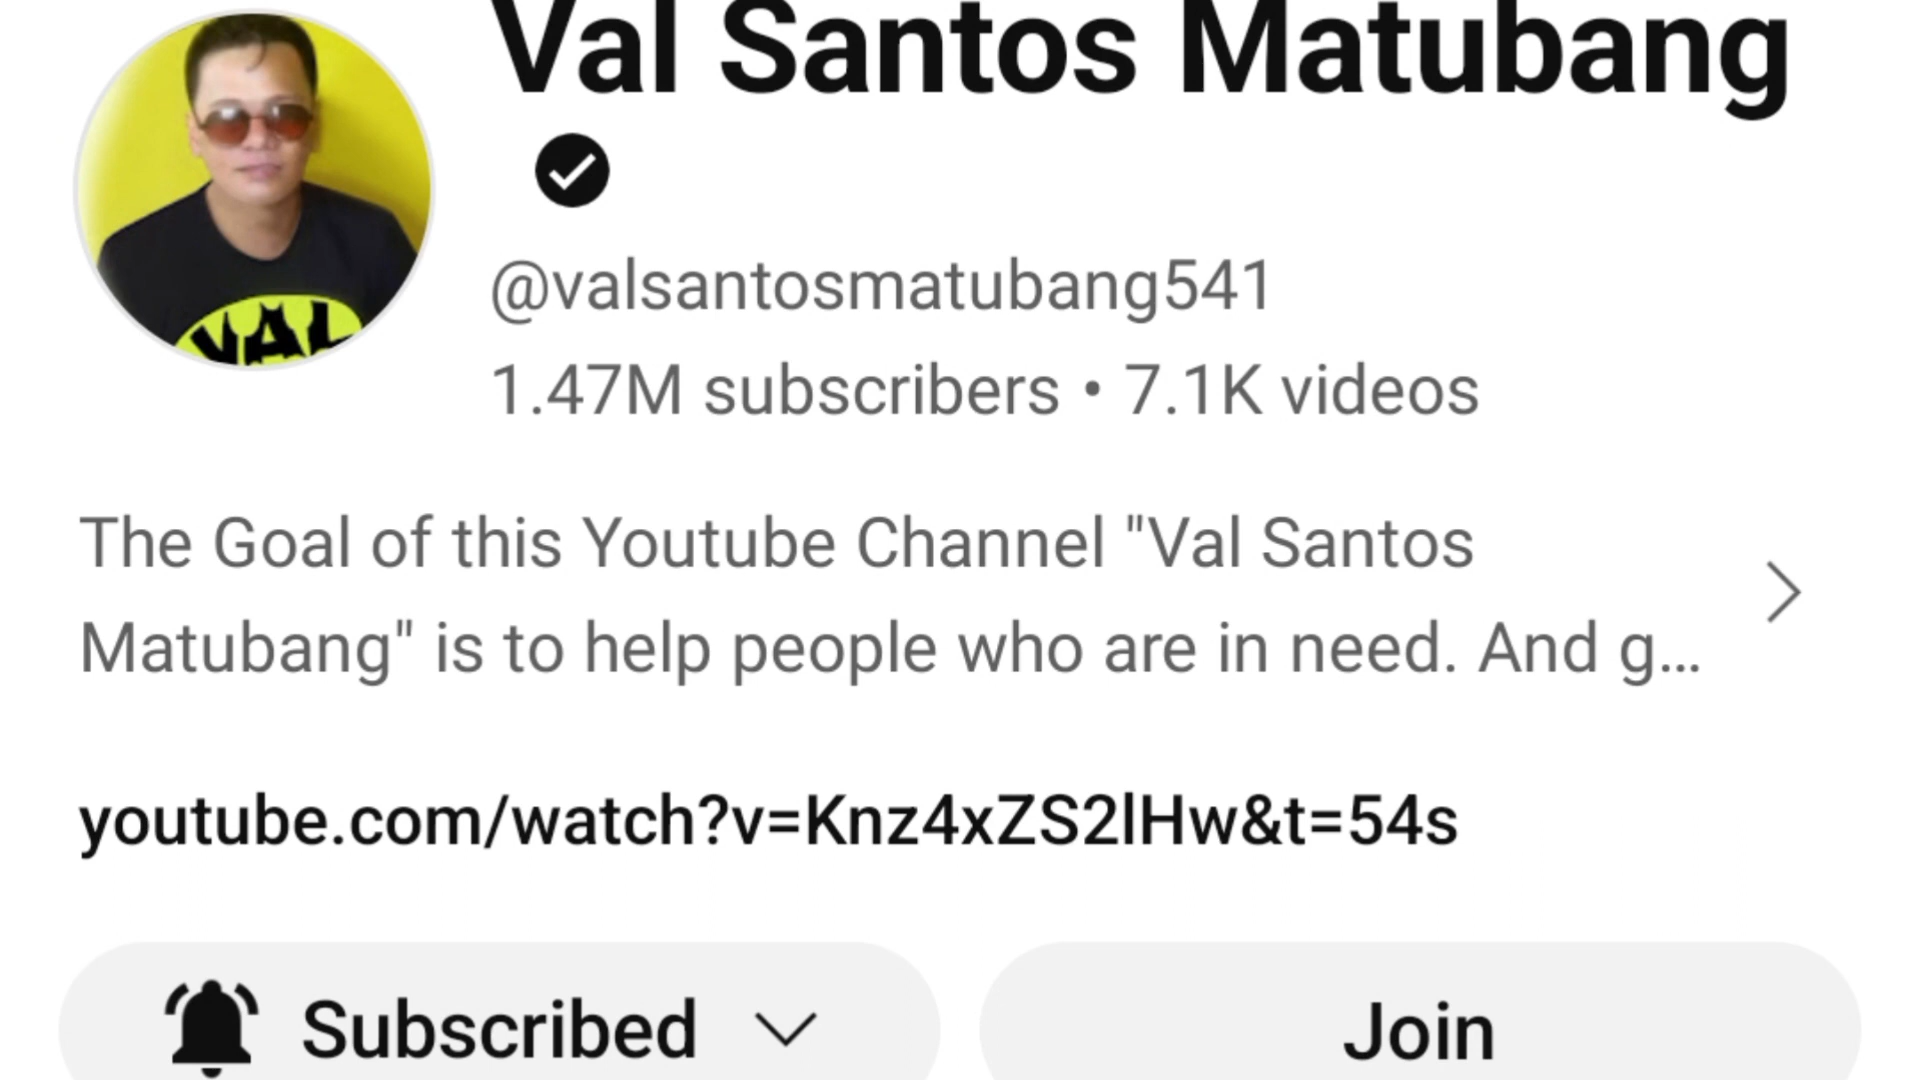 Val Santos Matubang
@valsantosmatubang541
1.47M subscribers • 7.1K videos
The Goal of this Youtube Channel "Val Santos
Matubang" is to help people who are in need. And g...
youtube.com/watch?v=Knz4xZS2lHw&t=54s
Subscribed
Join
VAL